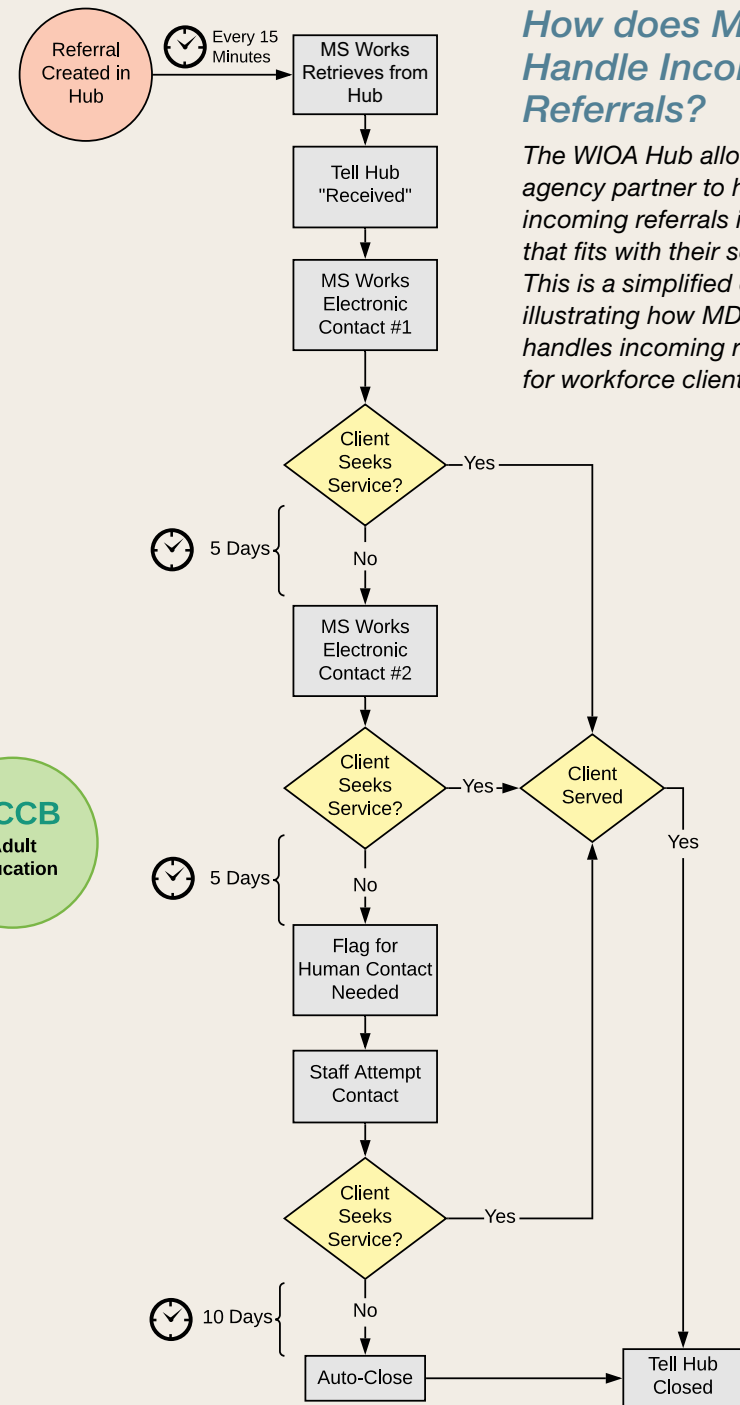 Referral
Created in
Hub
Every 15
Minutes
MS Works
Retrieves from
Hub
How does M
Handle Inco
Referrals?
The WIOA Hub allo
agency partner to h
incoming referrals i
that fits with their s
This is a simplified
illustrating how MD
handles incoming r
for workforce client
Tell Hub
"Received"
MS Works
Electronic
Contact #1
Client
Seeks
Service?
Yes
5 Days
No
MS Works
Electronic
Contact #2
Client
Seeks
Service?
Yes
Client
Served
Yes
CCB
dult
ucation
5 Days
No
Flag for
Human Contact
Needed
Staff Attempt
Contact
Client
Seeks
Service?
Yes
10 Days
No
Auto-Close
Tell Hub
Closed